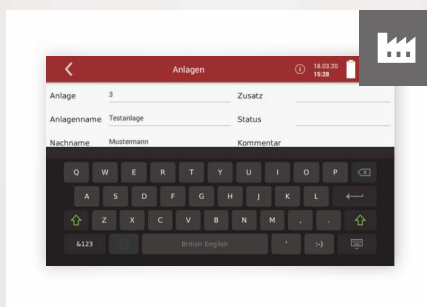 Anlagen
18.03.20
15:28
Anlage 3 Zusatz
Anlagenname Testanlage Status
Nachname Mustermann Kommentar
Q W E R T Y U I O P
A S D F G H J K L
Z X C V B N M , .
&123 British English ' :-)